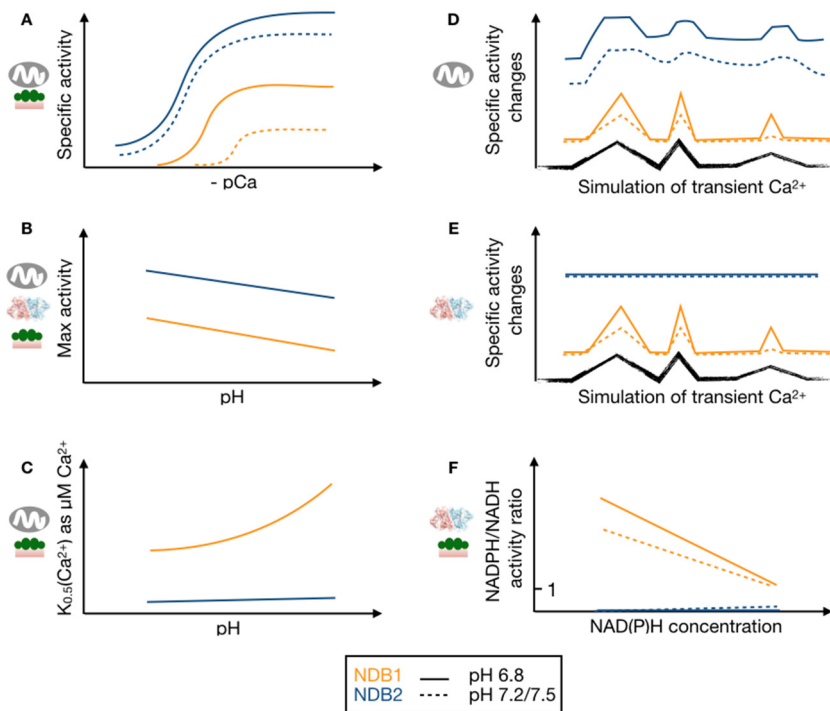 A
Specific activity
- pCa
B
Max activity
pH
C
K0.5(Ca2+) as µM Ca2+
pH
D
Specific activity
changes
Simulation of transient Ca2+
E
Specific activity
changes
Simulation of transient Ca2+
F
NADPH/NADH
activity ratio
1
NAD(P)H concentration
NDB1 pH 6.8
NDB2 pH 7.2/7.5